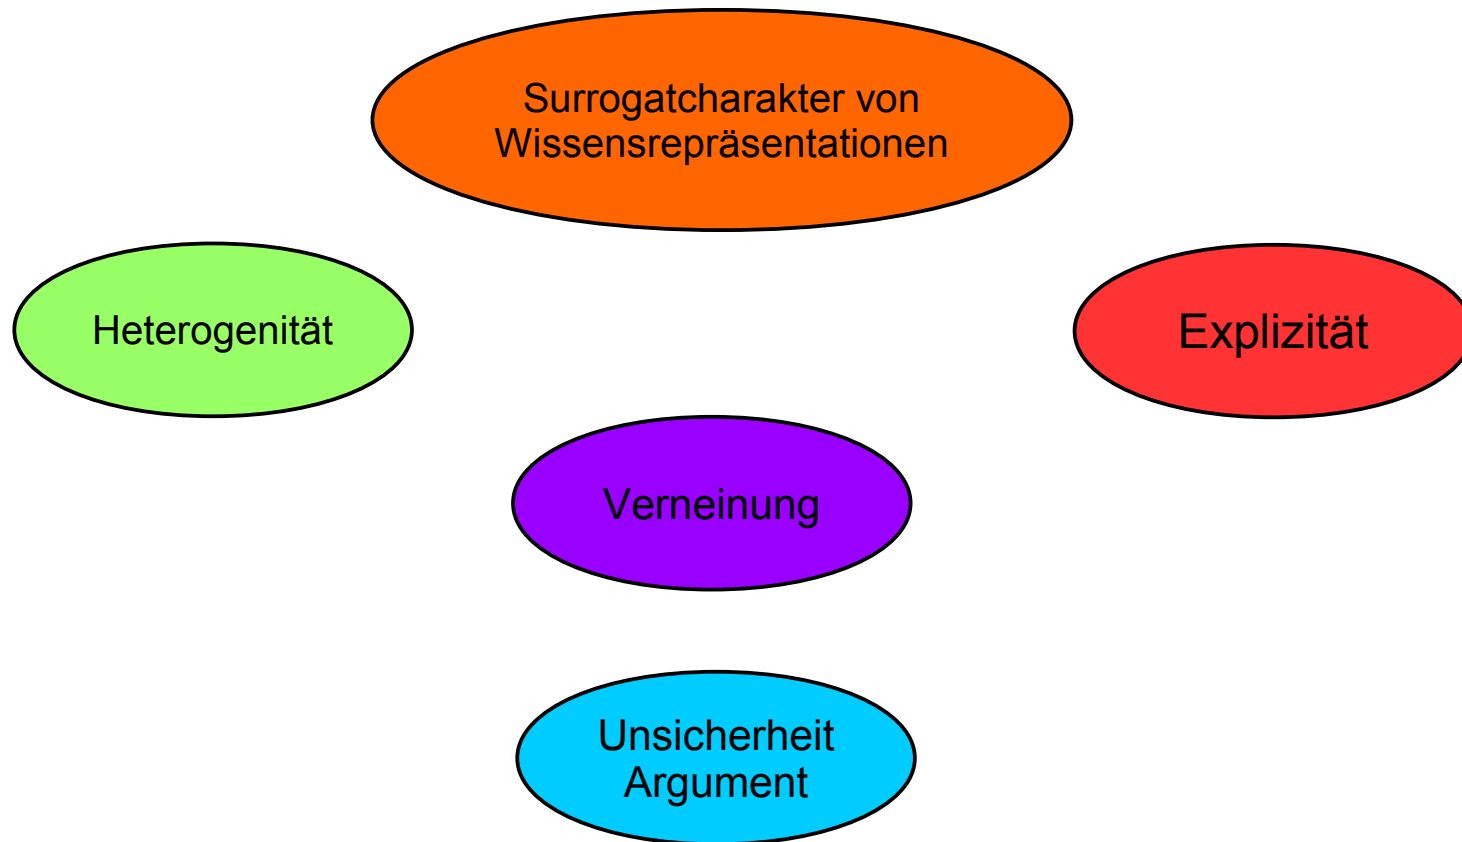 Surrogatcharakter von
Wissensrepräsentationen
Heterogenität
Explizität
Verneinung
Unsicherheit
Argument